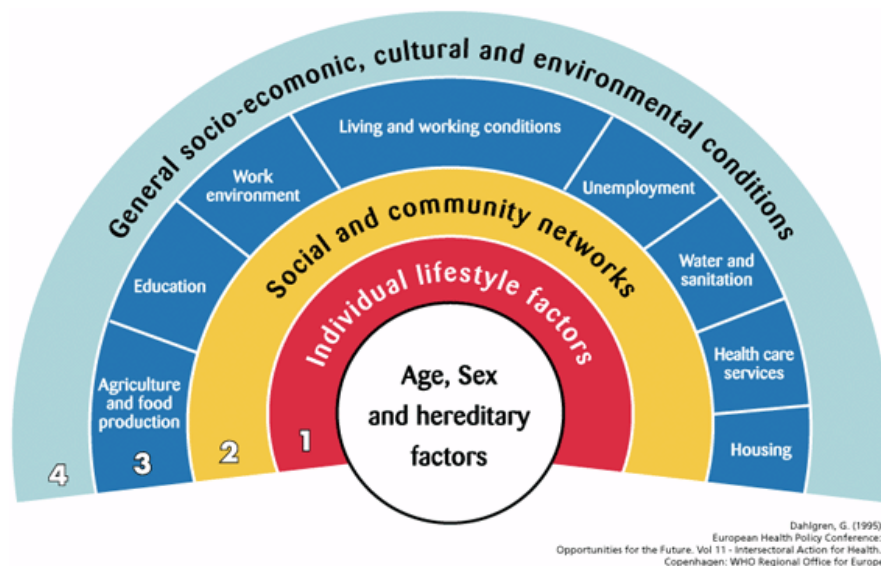 General socio-ecomonic, cultural and environmental conditions
Living and working conditions
Work
environment
Unemployment
Education
Water and
sanitation
Agriculture
and food
production
Health care
services
Housing
Social and community networks
Individual lifestyle factors
Age, Sex
and hereditary
factors
4
3
2
1
Dahlgren, G. (1995)
European Health Policy Conference:
Opportunities for the Future. Vol 11 - Intersectoral Action for Health.
Copenhagen: WHO Regional Office for Europe